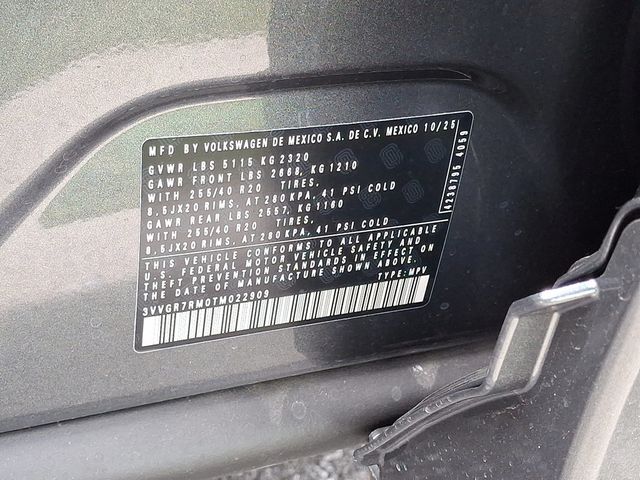 MFD BY VOLKSWAGEN DE MEXICO S.A. DE C.V. MEXICO 10/25
GVWR LBS 5115 KG 2320
GAWR FRONT LBS 2668, KG 1210
WITH 255/40 R20 TIRES,
8.5JX20 RIMS, AT 280 KPA, 41 PSI COLD
GAWR REAR LBS 2557, KG 1160
WIT 255/40 R20 TIRES,
8.5JX20 RIMS, AT 280 KPA, 41 PSI COLD
THIS VEHICLE CONFORMS TO ALL APPLICABLE
U.S. FEDERAL MOTOR VEHICLE SAFETY AND
THEFT PREVENTION STANDARDS IN EFFECT ON
THE DATE OF MANUFACTURE SHOWN ABOVE.
3VVGR7RM0TM022909 TYPE: MPV
4238795 4059